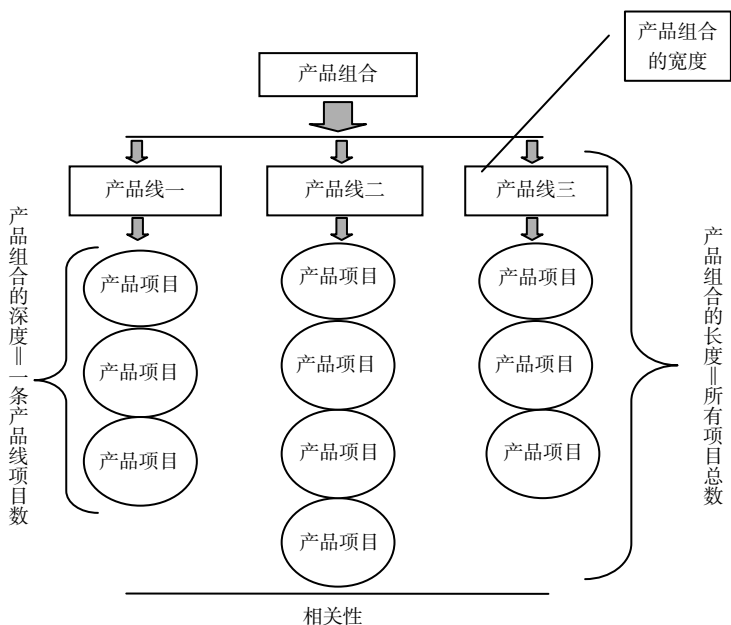 产品组合
的宽度
产品组合
产品线一
产品线二
产品线三
产品组合的深度＝一条产品线项目数
产品项目
产品项目
产品项目
产品项目
产品项目
产品项目
产品项目
产品项目
产品项目
产品项目
产品组合的长度＝所有项目总数
相关性